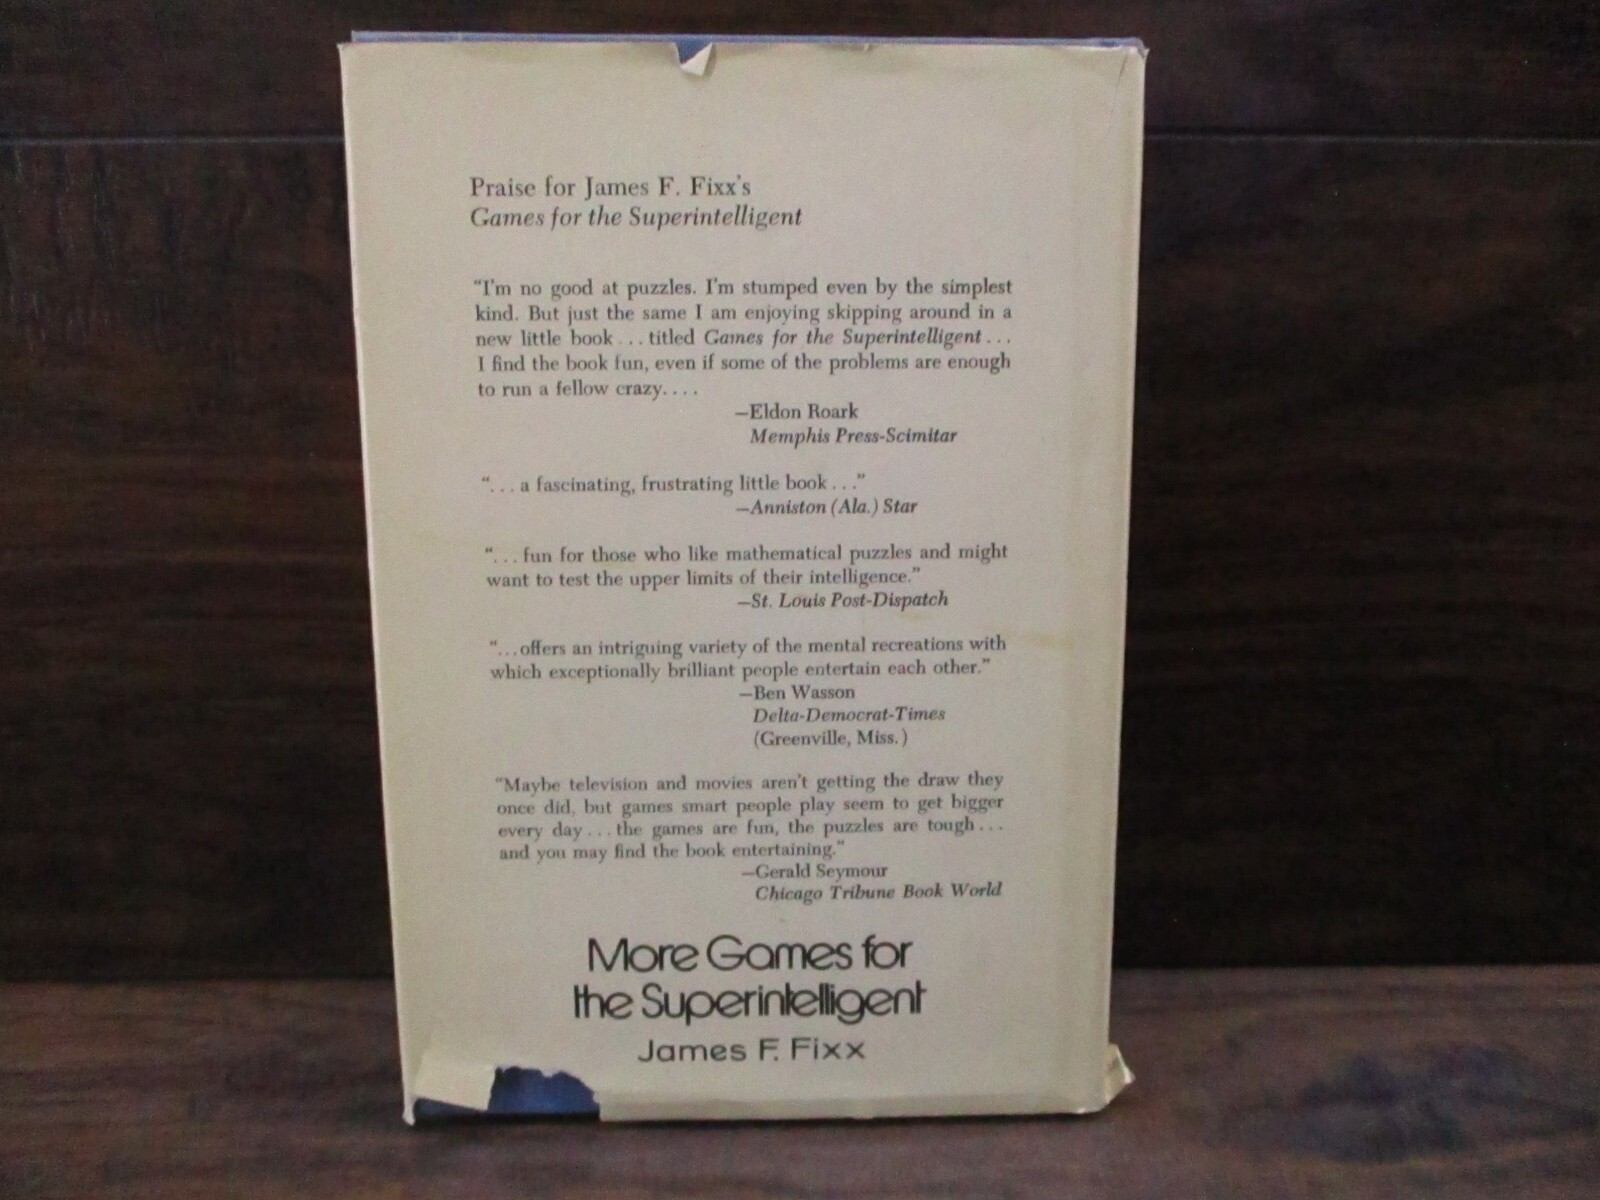 Praise for James F. Fixx's
Games for the Superintelligent
“I'm no good at puzzles. I'm stumped even by the simplest
kind. But just the same I am enjoying skipping around in a
new little book ... titled Games for the Superintelligent ...
I find the book fun, even if some of the problems are enough
to run a fellow crazy....
—Eldon Roark
Memphis Press-Scimitar
“... a fascinating, frustrating little book ...”
—Anniston (Ala.) Star
“... fun for those who like mathematical puzzles and might
want to test the upper limits of their intelligence.”
—St. Louis Post-Dispatch
“...offers an intriguing variety of the mental recreations with
which exceptionally brilliant people entertain each other.”
—Ben Wasson
Delta-Democrat-Times
(Greenville, Miss.)
“Maybe television and movies aren't getting the draw they
once did, but games smart people play seem to get bigger
every day ... the games are fun, the puzzles are tough ...
and you may find the book entertaining.”
—Gerald Seymour
Chicago Tribune Book World
More Games for
the Superintelligent
James F. Fixx